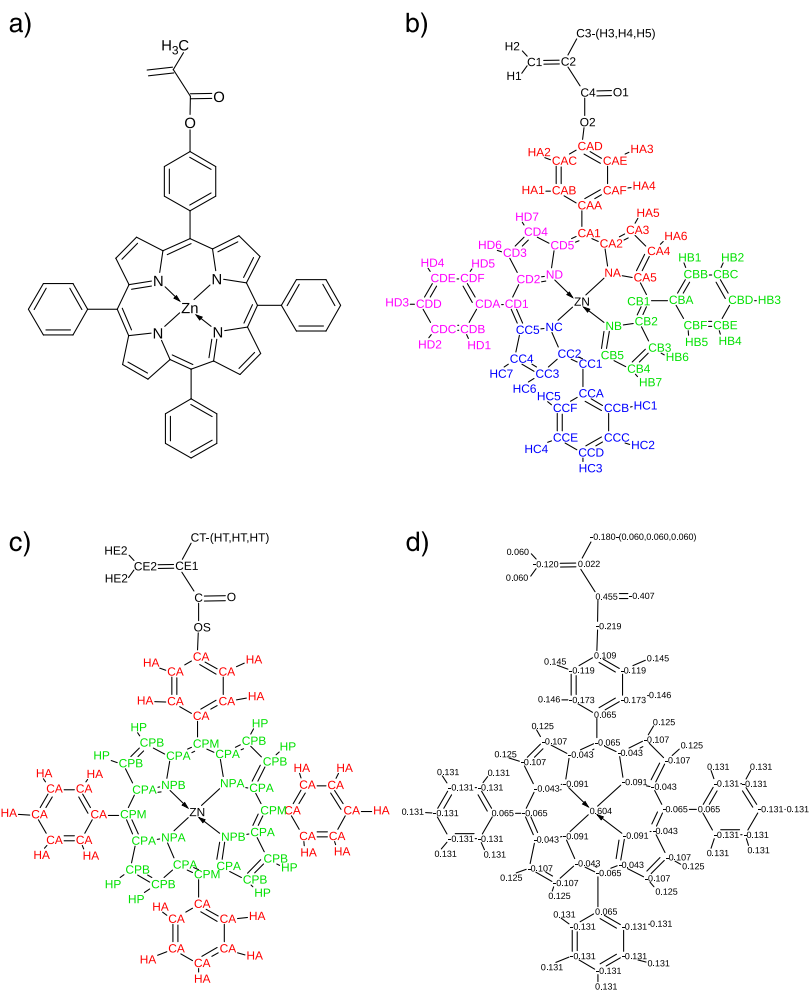 a)
H3C
O
O
N
N
Zn
N
N
b)
C3-(H3,H4,H5)
H2
C1
C2
H1
C4
O1
O2
CAD
HA2
HA3
CAC
CAE
HA1
CAB
CAF
HA4
CAA
HD7
HA5
CD4
CA1
CA3
HD6
CD3
CD5
CA2
HA6
CA4
HD4
HD5
HB1
HB2
CDE
CDF
CD2
ND
NA
CA5
CBB
CBC
HD3
CDD
CDA
CD1
ZN
CB1
CBA
CBD
HB3
CDC
CDB
CC5
NC
NB
CB2
CBF
CBE
HD2
HD1
HB5
HB4
CC4
CC2
CC1
CB5
CB3
HB6
HC7
CC3
CB4
HC6
HB7
HC5
CCA
CCF
CCB
HC1
HC4
CCE
CCC
HC2
CCD
HC3
c)
CT-(HT,HT,HT)
HE2
CE2
CE1
HE2
C
O
OS
CA
HA
HA
CA
CA
HA
CA
CA
HA
CA
HP
HP
CPB
CPM
CPB
HP
CPB
CPA
CPA
CPB
HP
HA
HA
HA
HA
CA
CA
CPA
NPB
NPA
CPA
CA
CA
HA
CA
CA
CPM
ZN
CPM
CA
CA
HA
CA
CA
CPA
NPA
NPB
CPA
CA
CA
HA
HA
HA
HA
CPB
CPA
CPM
CPA
CPB
HP
HP
CPB
CPB
HP
HP
CA
HA
CA
CA
HA
HA
CA
CA
HA
CA
HA
d)
-0.180-(0.060,0.060,0.060)
0.060
-0.120
0.022
0.060
0.455
-0.407
-0.219
0.109
0.145
0.145
-0.119
-0.119
0.146
-0.173
-0.173
-0.146
0.065
0.125
0.125
-0.107
-0.065
-0.107
0.125
-0.107
-0.043
-0.043
-0.107
0.125
0.131
0.131
0.131
0.131
-0.131
-0.131
-0.043
-0.091
-0.091
-0.043
-0.131
-0.131
0.131
-0.131
0.065
-0.065
0.604
-0.065
0.065
-0.131
-0.131
-0.131
-0.131
-0.043
-0.091
-0.091
-0.043
-0.131
-0.131
0.131
0.131
0.131
0.131
-0.107
-0.043
-0.065
-0.043
-0.107
0.125
0.125
-0.107
-0.107
0.125
0.125
0.065
0.131
-0.131
-0.131
-0.131
0.131
-0.131
-0.131
0.131
-0.131
0.131